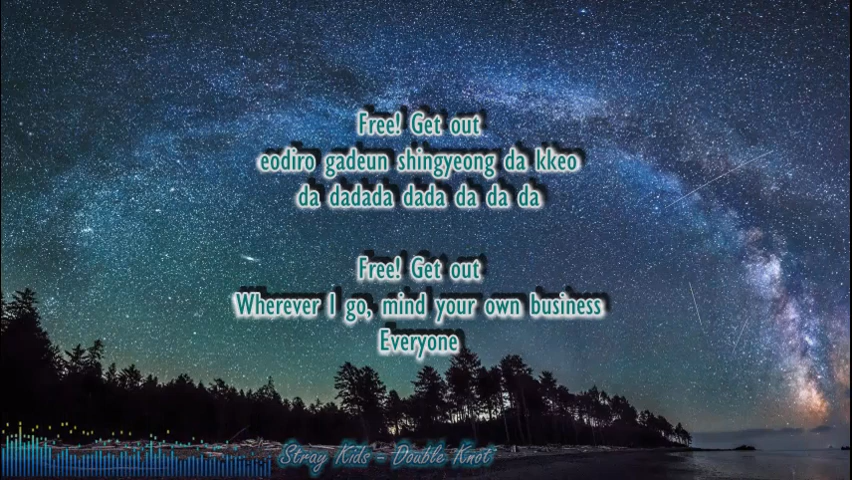 Free! Get out
eodiro gadeun shingyeong da kkeo
da dadada dada da da da
Free! Get out
Wherever I go, mind your own business
Everyone
Stray Kids - Double Knot